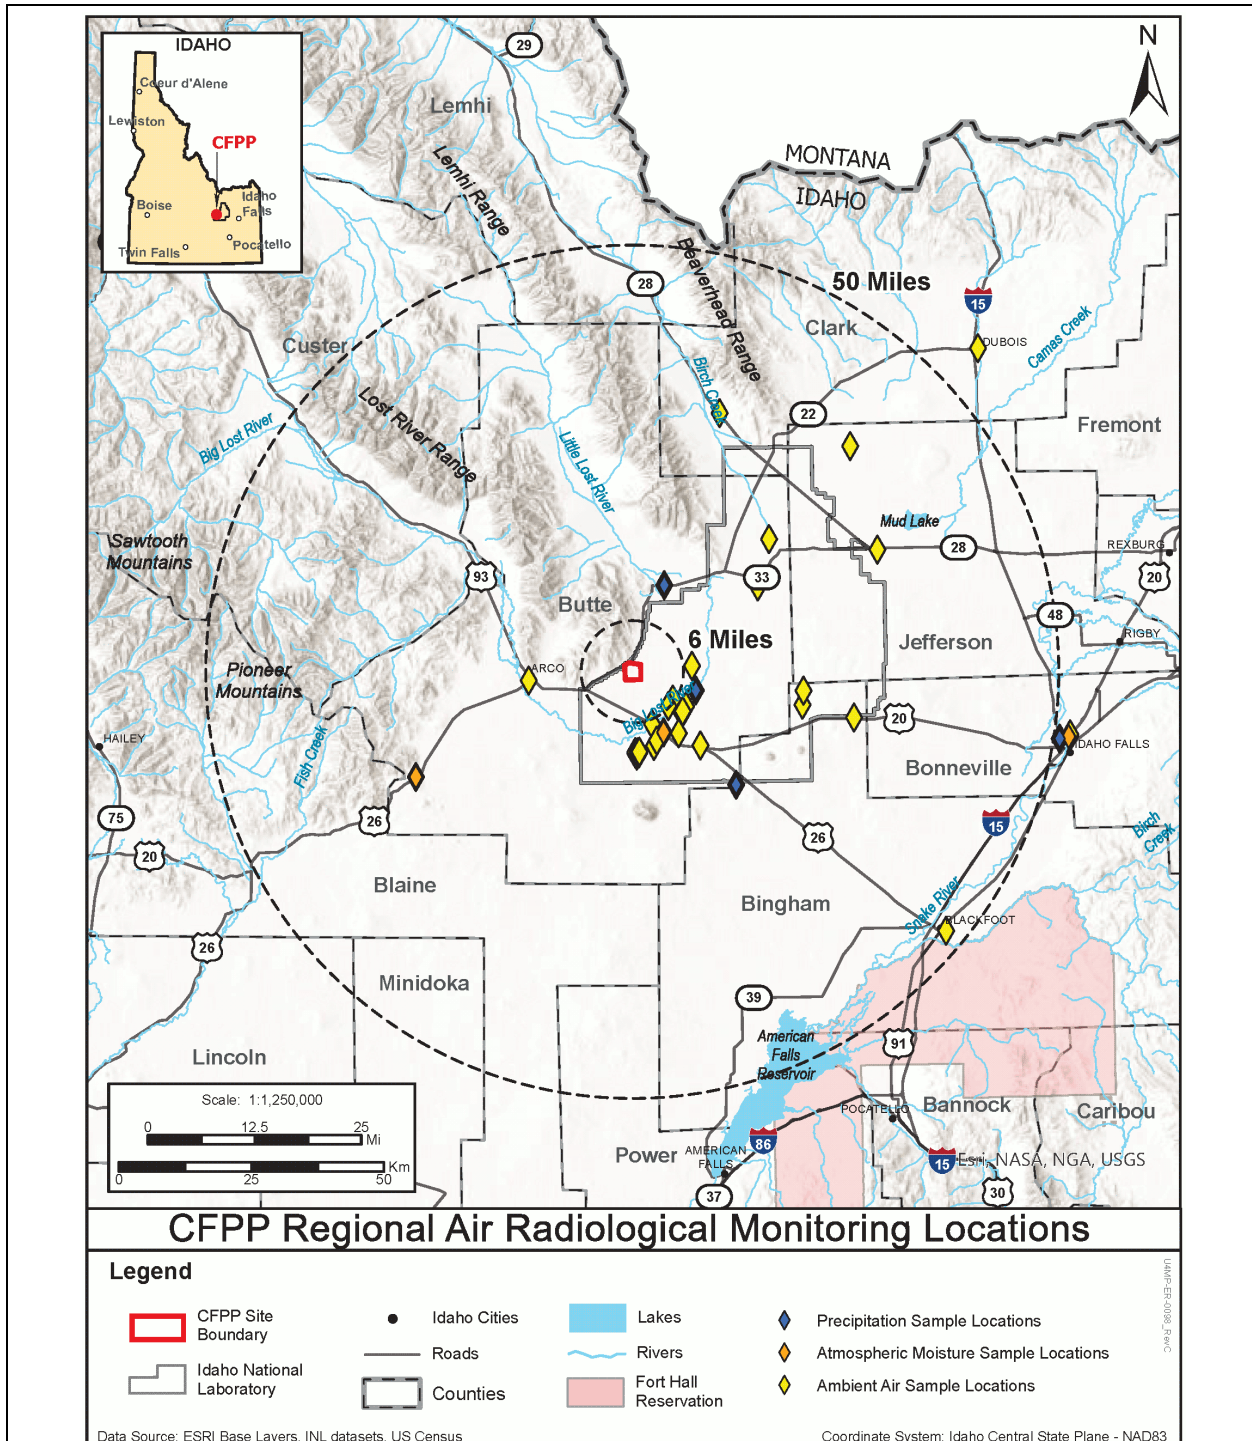 IDAHO
Coeur d'Alene
Lewiston
CFPP
Boise
Idaho
Falls
Twin Falls
Pocatello
29
Lemhi
N
Lemhi Range
MONTANA
IDAHO
Beaverhead Range
28
50 Miles
15
Clark
DUBOIS
Camas Creek
Custer
Birch Creek
Lost River Range
22
Big Lost River
Little Lost River
Fremont
Mud Lake
Sawtooth
Mountains
28
REXBURG
93
33
20
Butte
48
6 Miles
RIGBY
Jefferson
ARCO
Pioneer
Mountains
Big Lost River
20
HAILEY
Fish Creek
IDAHO FALLS
Bonneville
75
26
15
Birch
Creek
20
26
Blaine
Bingham
Snake River
BLACKFOOT
26
Minidoka
39
American
Falls
Reservoir
91
Lincoln
Scale: 1:1,250,000
0 12.5 25
Mi
Km
0 25 50
POCATELLO
Bannock
Caribou
Power
AMERICAN
FALLS
86
15
Esri, NASA, NGA, USGS
37
30
CFPP Regional Air Radiological Monitoring Locations
Legend
CFPP Site
Boundary
Idaho National
Laboratory
Idaho Cities
Roads
Counties
Lakes
Rivers
Fort Hall
Reservation
Precipitation Sample Locations
Atmospheric Moisture Sample Locations
Ambient Air Sample Locations
U4MP-ER-0098_RevC
Data Source: ESRI Base Layers, INL datasets, US Census
Coordinate System: Idaho Central State Plane - NAD83